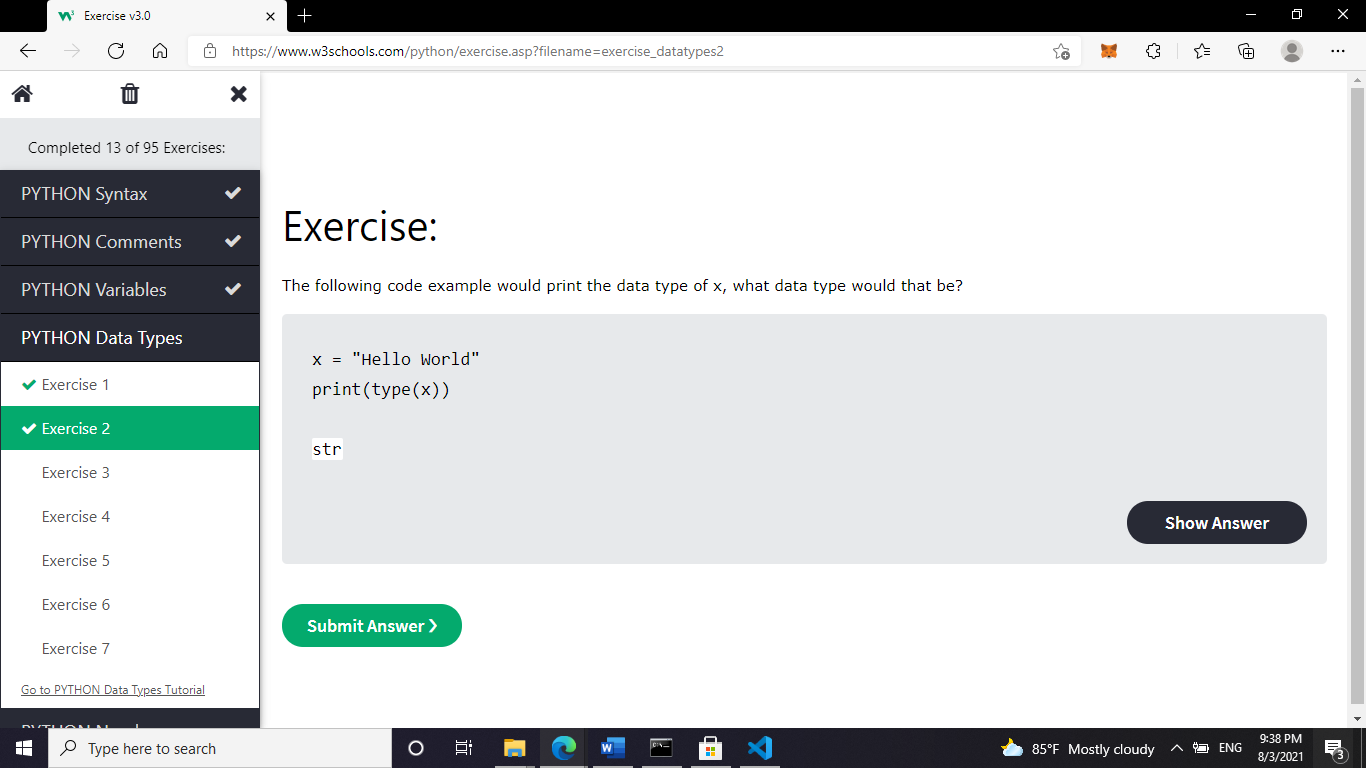 Exercise v3.0
https://www.w3schools.com/python/exercise.asp?filename=exercise_datatypes2
Completed 13 of 95 Exercises:
PYTHON Syntax
PYTHON Comments
PYTHON Variables
PYTHON Data Types
Exercise 1
Exercise 2
Exercise 3
Exercise 4
Exercise 5
Exercise 6
Exercise 7
Go to PYTHON Data Types Tutorial
Exercise:
The following code example would print the data type of x, what data type would that be?
x = "Hello World"
print(type(x))
str
Show Answer
Submit Answer ❯
Type here to search
85°F Mostly cloudy
ENG
9:38 PM
8/3/2021
3